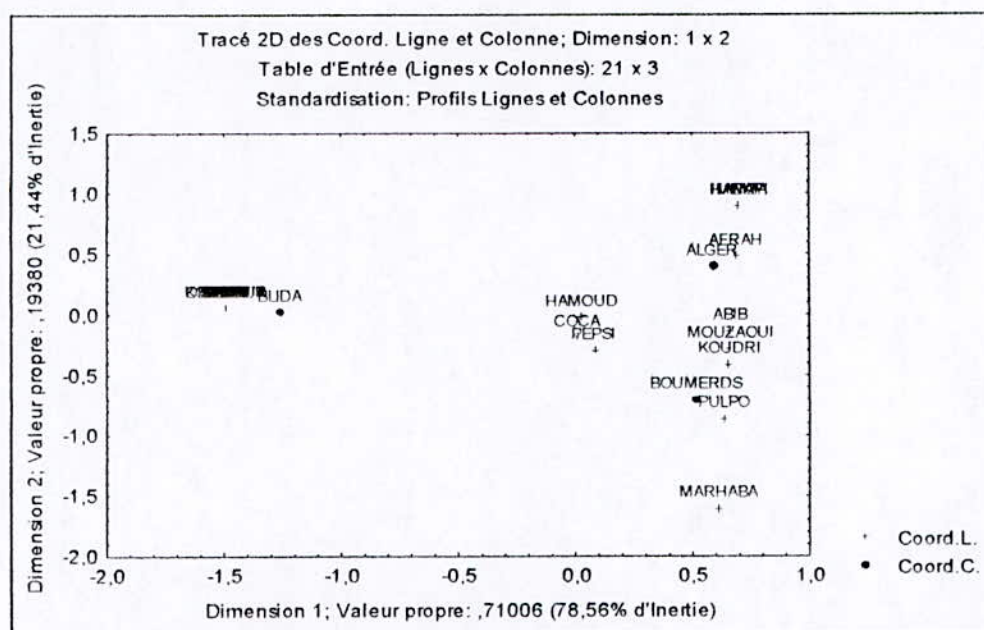 Tracé 2D des Coord. Ligne et Colonne; Dimension: 1 x 2
Table d'Entrée (Lignes x Colonnes): 21 x 3
Standardisation: Profils Lignes et Colonnes
Dimension 2; Valeur propre: ,19380 (21,44% d'Inertie)
1.5
1.0
0.5
0.0
-0.5
-1.0
-1.5
-2.0
AFRAH
ALGER
BUDA
HAMOUD
COCA
PEPSI
ABIB
MOUZAOUI
KOUDRI
BOUMERDS
PULPO
MARHABA
-2.0 -1.5 -1.0 -0.5 0.0 0.5 1.0
Dimension 1; Valeur propre: ,71006 (78,56% d'Inertie)
Coord.L.
Coord.C.